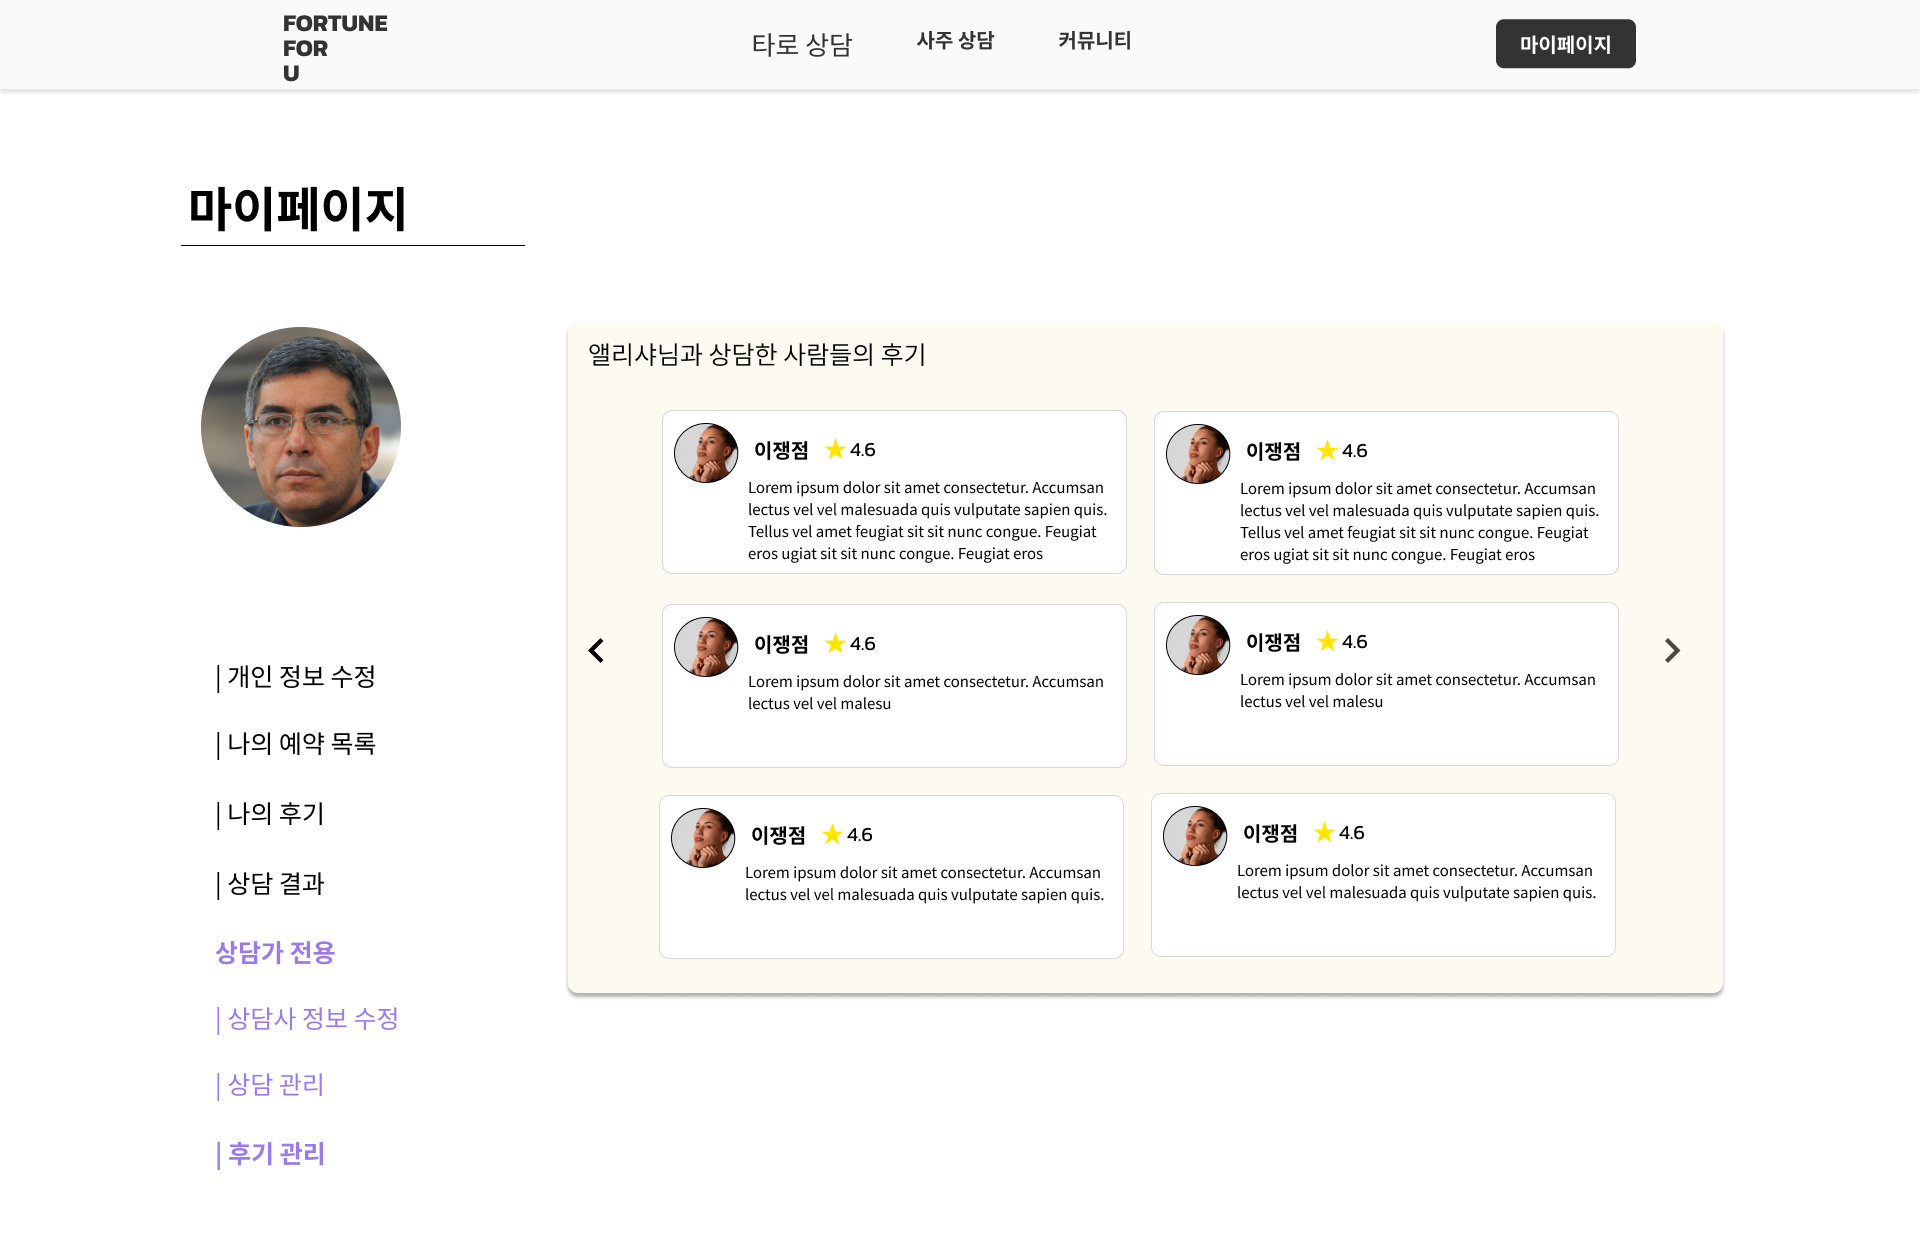 FORTUNE
FOR
U
타로 상담
사주 상담
커뮤니티
마이페이지
마이페이지
앨리샤님과 상담한 사람들의 후기
이쟁점 4.6
Lorem ipsum dolor sit amet consectetur. Accumsan
lectus vel vel malesuada quis vulputate sapien quis.
Tellus vel amet feugiat sit sit nunc congue. Feugiat
eros ugiat sit sit nunc congue. Feugiat eros
이쟁점 4.6
Lorem ipsum dolor sit amet consectetur. Accumsan
lectus vel vel malesuada quis vulputate sapien quis.
Tellus vel amet feugiat sit sit nunc congue. Feugiat
eros ugiat sit sit nunc congue. Feugiat eros
이쟁점 4.6
Lorem ipsum dolor sit amet consectetur. Accumsan
lectus vel vel malesu
이쟁점 4.6
Lorem ipsum dolor sit amet consectetur. Accumsan
lectus vel vel malesu
이쟁점 4.6
Lorem ipsum dolor sit amet consectetur. Accumsan
lectus vel vel malesuada quis vulputate sapien quis.
이쟁점 4.6
Lorem ipsum dolor sit amet consectetur. Accumsan
lectus vel vel malesuada quis vulputate sapien quis.
| 개인 정보 수정
| 나의 예약 목록
| 나의 후기
| 상담 결과
상담가 전용
| 상담사 정보 수정
| 상담 관리
| 후기 관리